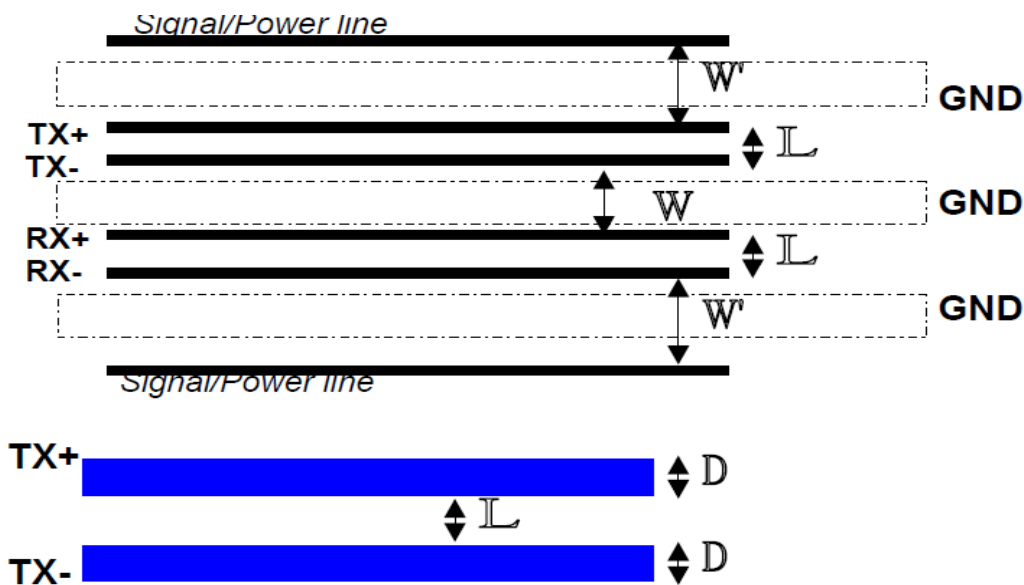 Signal/Power line
W'
GND
TX+
L
TX-
W
GND
RX+
L
RX-
W'
GND
Signal/Power line
TX+
D
L
D
TX-